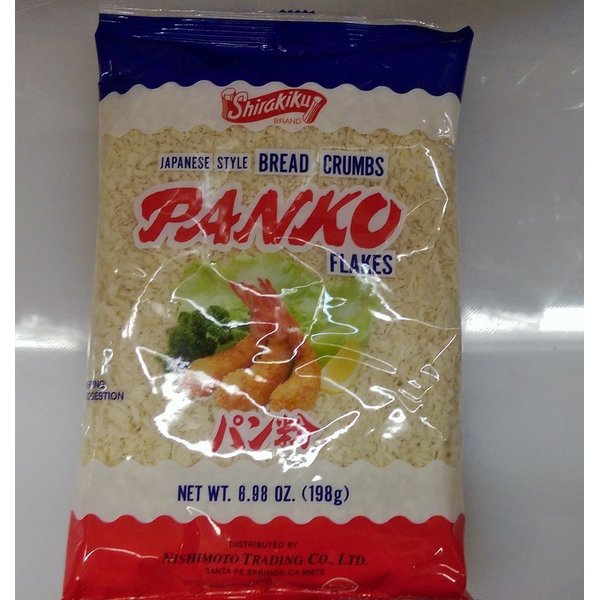 Shirakiku
BRAND
JAPANESE STYLE BREAD CRUMBS
PANKO
FLAKES
パン粉
NET WT. 6.98 OZ. (198g)
DISTRIBUTED BY
NISHIMOTO TRADING CO., LTD.
SANTA FE SPRINGS, CA 90670